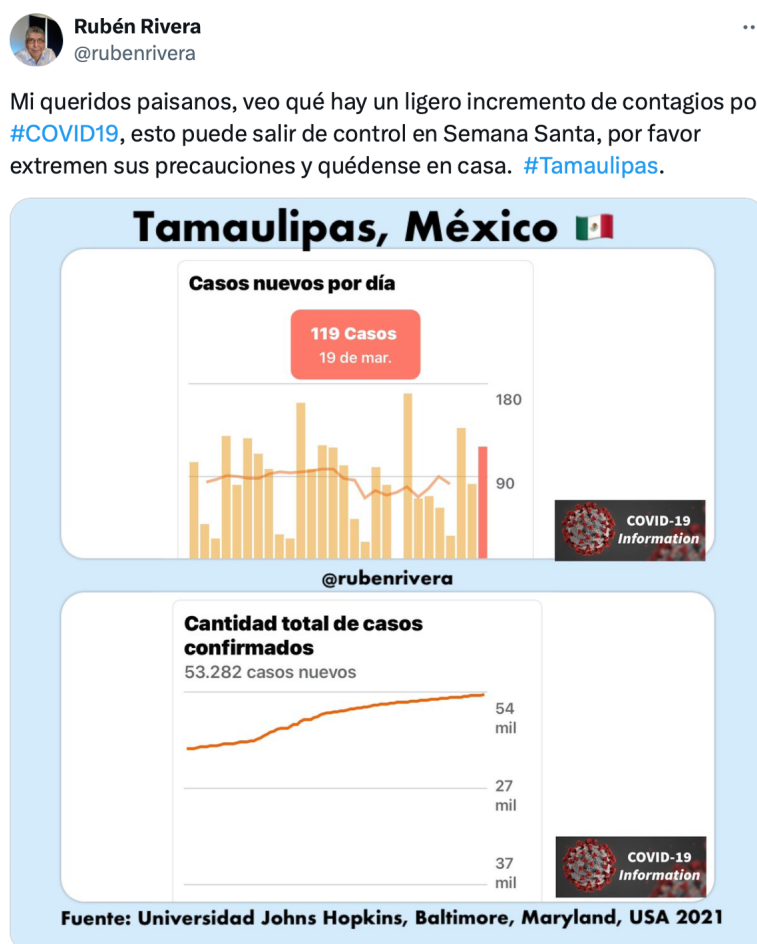 Rubén Rivera
@rubenrivera
Mi queridos paisanos, veo qué hay un ligero incremento de contagios po
#COVID19, esto puede salir de control en Semana Santa, por favor
extremen sus precauciones y quédense en casa. #Tamaulipas.
Tamaulipas, México 🇲🇽
Casos nuevos por día
119 Casos
19 de mar.
180
90
COVID-19
Information
@rubenrivera
Cantidad total de casos
confirmados
53.282 casos nuevos
54
mil
27
mil
37
mil
COVID-19
Information
Fuente: Universidad Johns Hopkins, Baltimore, Maryland, USA 2021